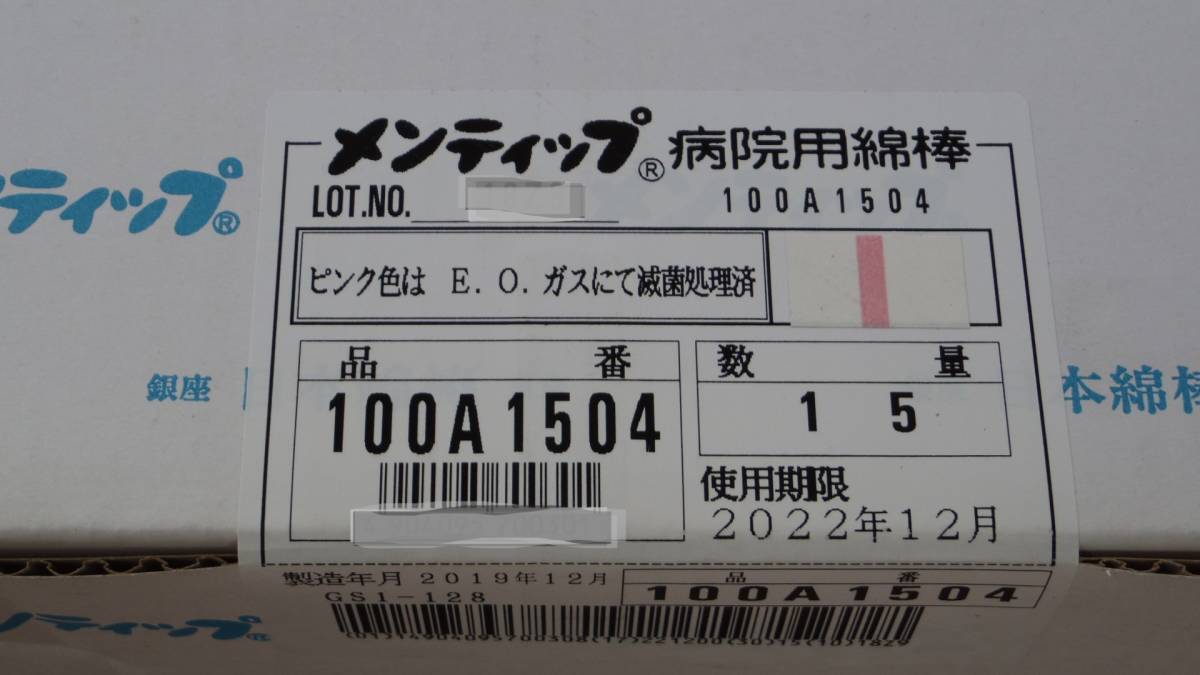 メンティップ® 病院用綿棒
LOT.NO.
100A1504
ピンク色は E.O.ガスにて滅菌処理済
品番
100A1504
数量
15
使用期限
2022年12月
製造年月 2019年12月
品番
100A1504
GS1-128
ンティップ®
銀座
本綿棒
ンティップ®